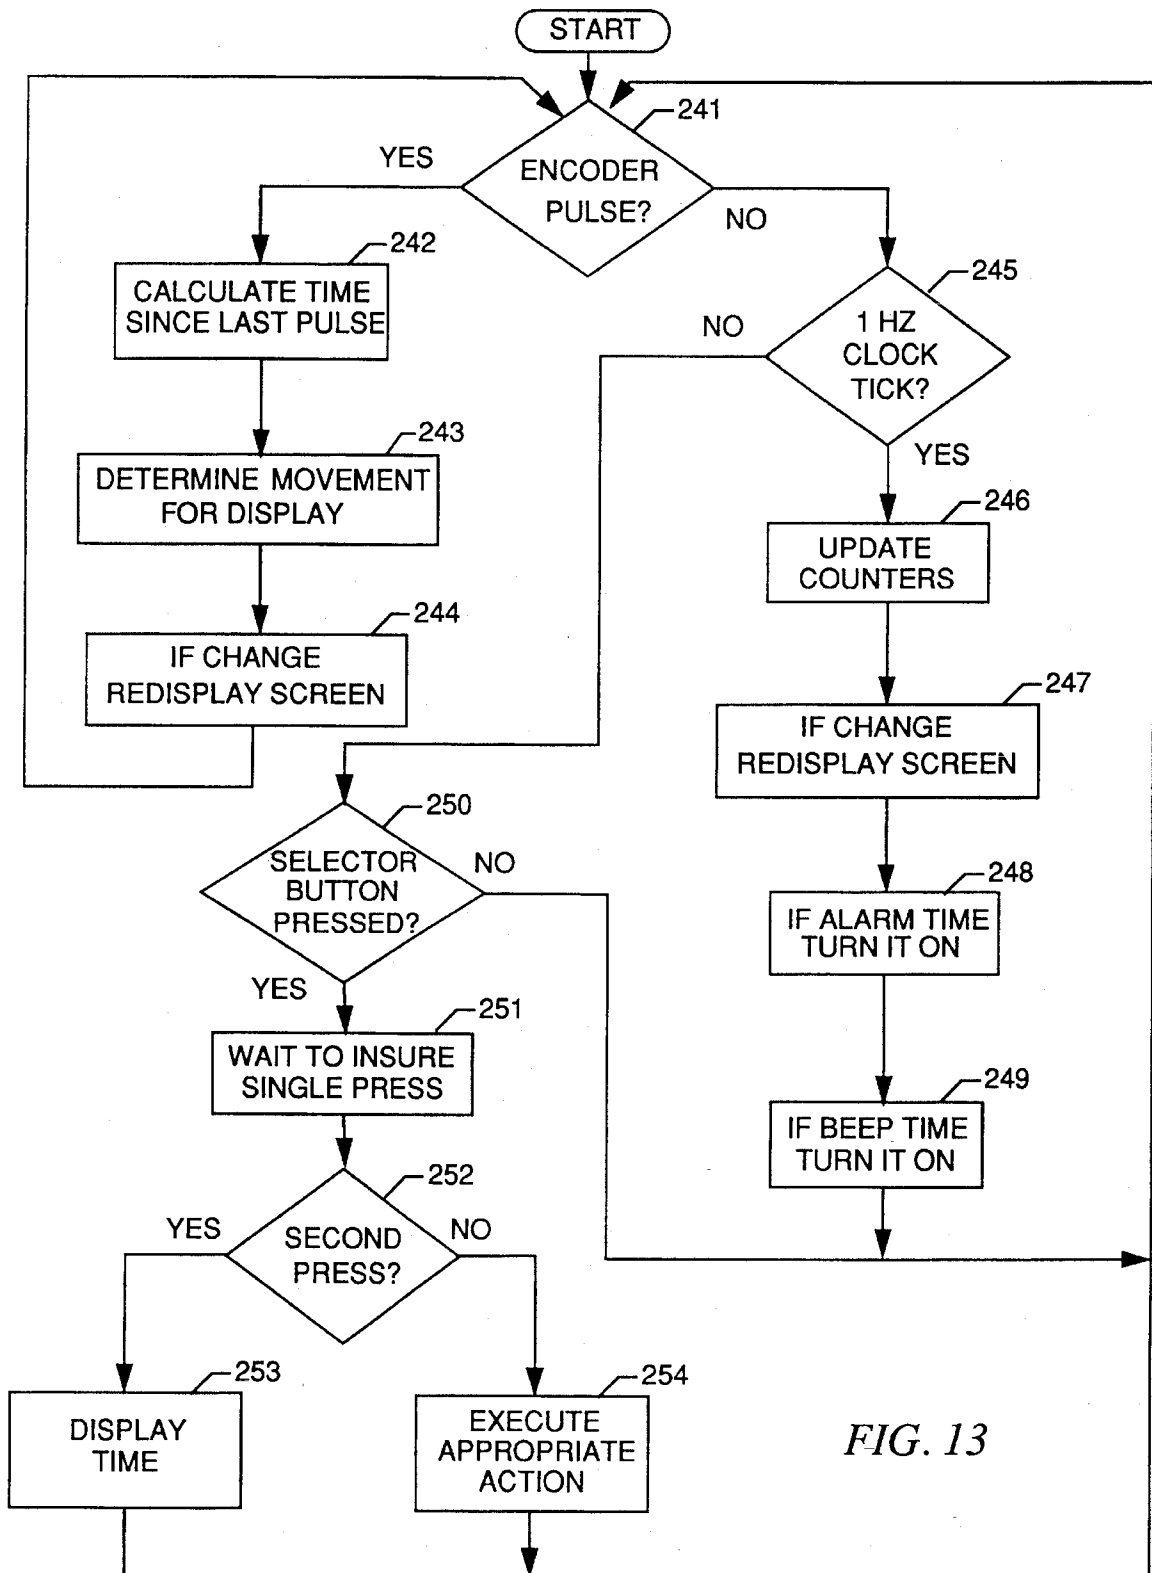 START
241
YES
ENCODER
PULSE?
NO
242
CALCULATE TIME
SINCE LAST PULSE
245
NO
1 HZ
CLOCK
TICK?
YES
243
DETERMINE MOVEMENT
FOR DISPLAY
246
UPDATE
COUNTERS
244
IF CHANGE
REDISPLAY SCREEN
247
IF CHANGE
REDISPLAY SCREEN
250
SELECTOR
BUTTON
PRESSED?
NO
YES
248
IF ALARM TIME
TURN IT ON
251
WAIT TO INSURE
SINGLE PRESS
249
IF BEEP TIME
TURN IT ON
252
YES
SECOND
PRESS?
NO
253
DISPLAY
TIME
254
EXECUTE
APPROPRIATE
ACTION
FIG. 13